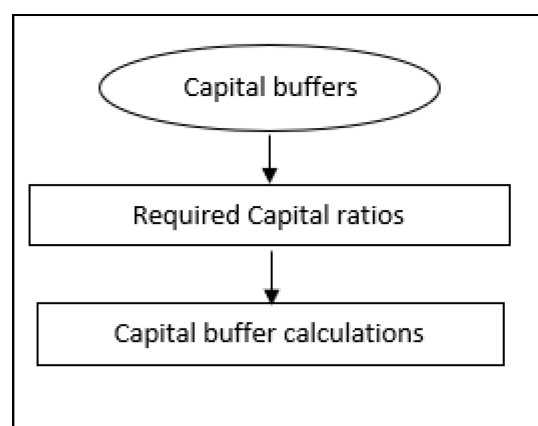 Capital buffers
Required Capital ratios
Capital buffer calculations